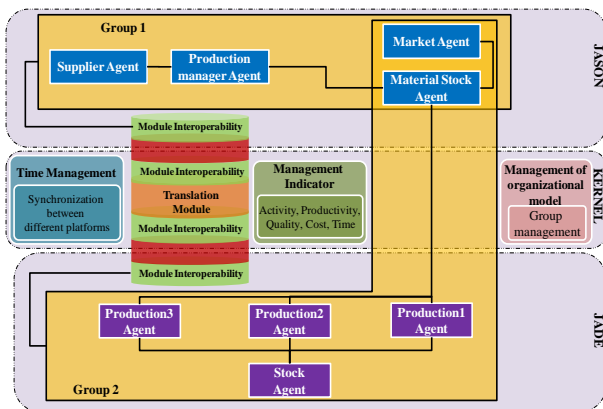 Group 1
Supplier Agent
Production
manager Agent
Market Agent
Material Stock
Agent
JASON
Module Interoperability
Time Management
Synchronization
between
different platforms
Module Interoperability
Translation
Module
Module Interoperability
Management
Indicator
Activity, Productivity,
Quality, Cost, Time
Management of
organizational
model
Group
management
KERNEL
Module Interoperability
Production3
Agent
Production2
Agent
Production1
Agent
Stock
Agent
Group 2
JADE